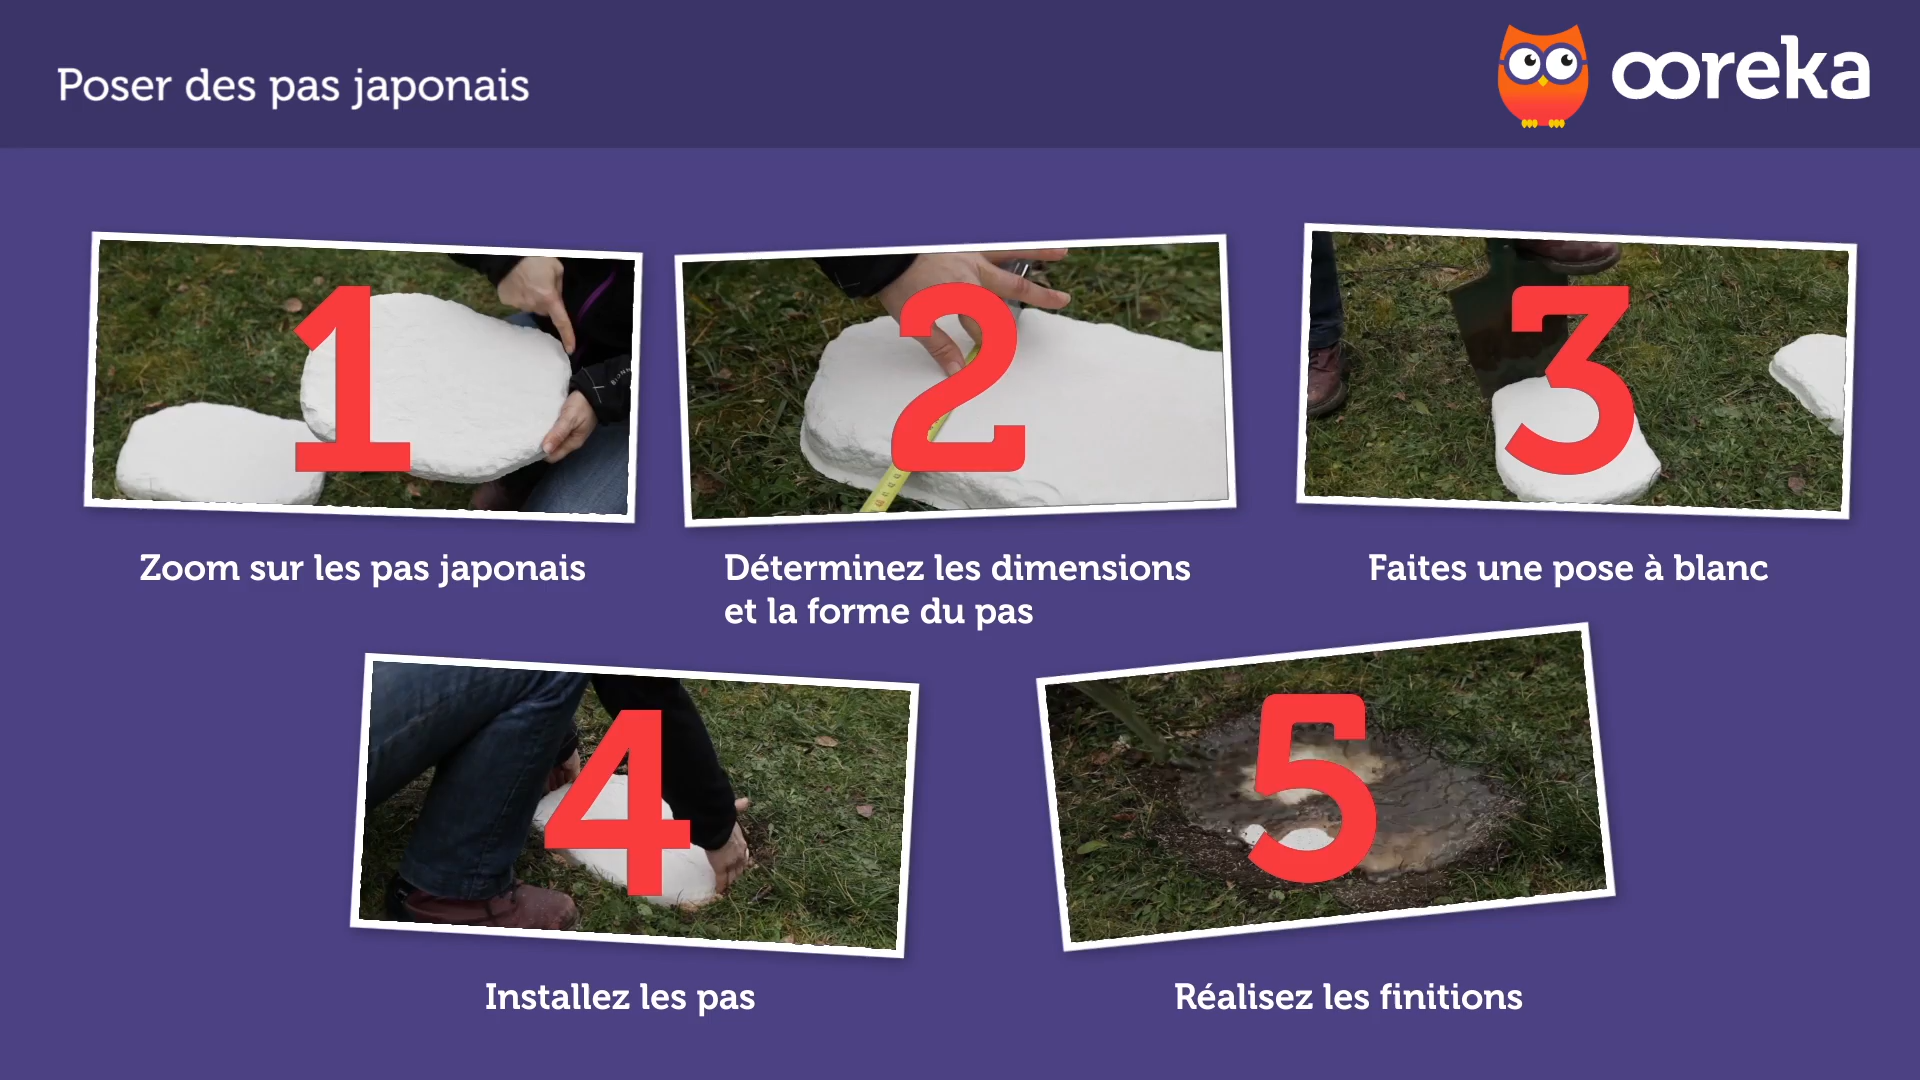 Poser des pas japonais
ooreka
1
2
3
Zoom sur les pas japonais
Déterminez les dimensions
et la forme du pas
Faites une pose à blanc
4
5
Installez les pas
Réalisez les finitions